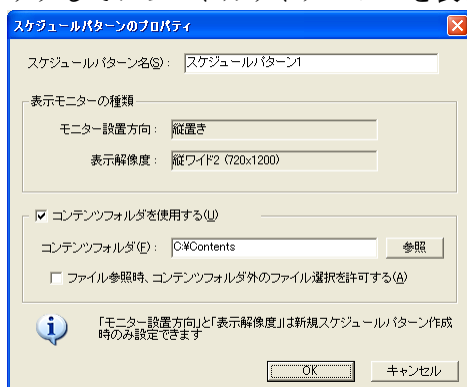 スケジュールパターンのプロパティ
スケジュールパターン名(S): スケジュールパターン1
表示モニターの種類
モニター設置方向: 縦置き
表示解像度: 縦ワイド2 (720x1200)
コンテンツフォルダを使用する(U)
コンテンツフォルダ(F): C:¥Contents 参照
ファイル参照時、コンテンツフォルダ外のファイル選択を許可する(A)
「モニター設置方向」と「表示解像度」は新規スケジュールパターン作成
時のみ設定できます
OK キャンセル